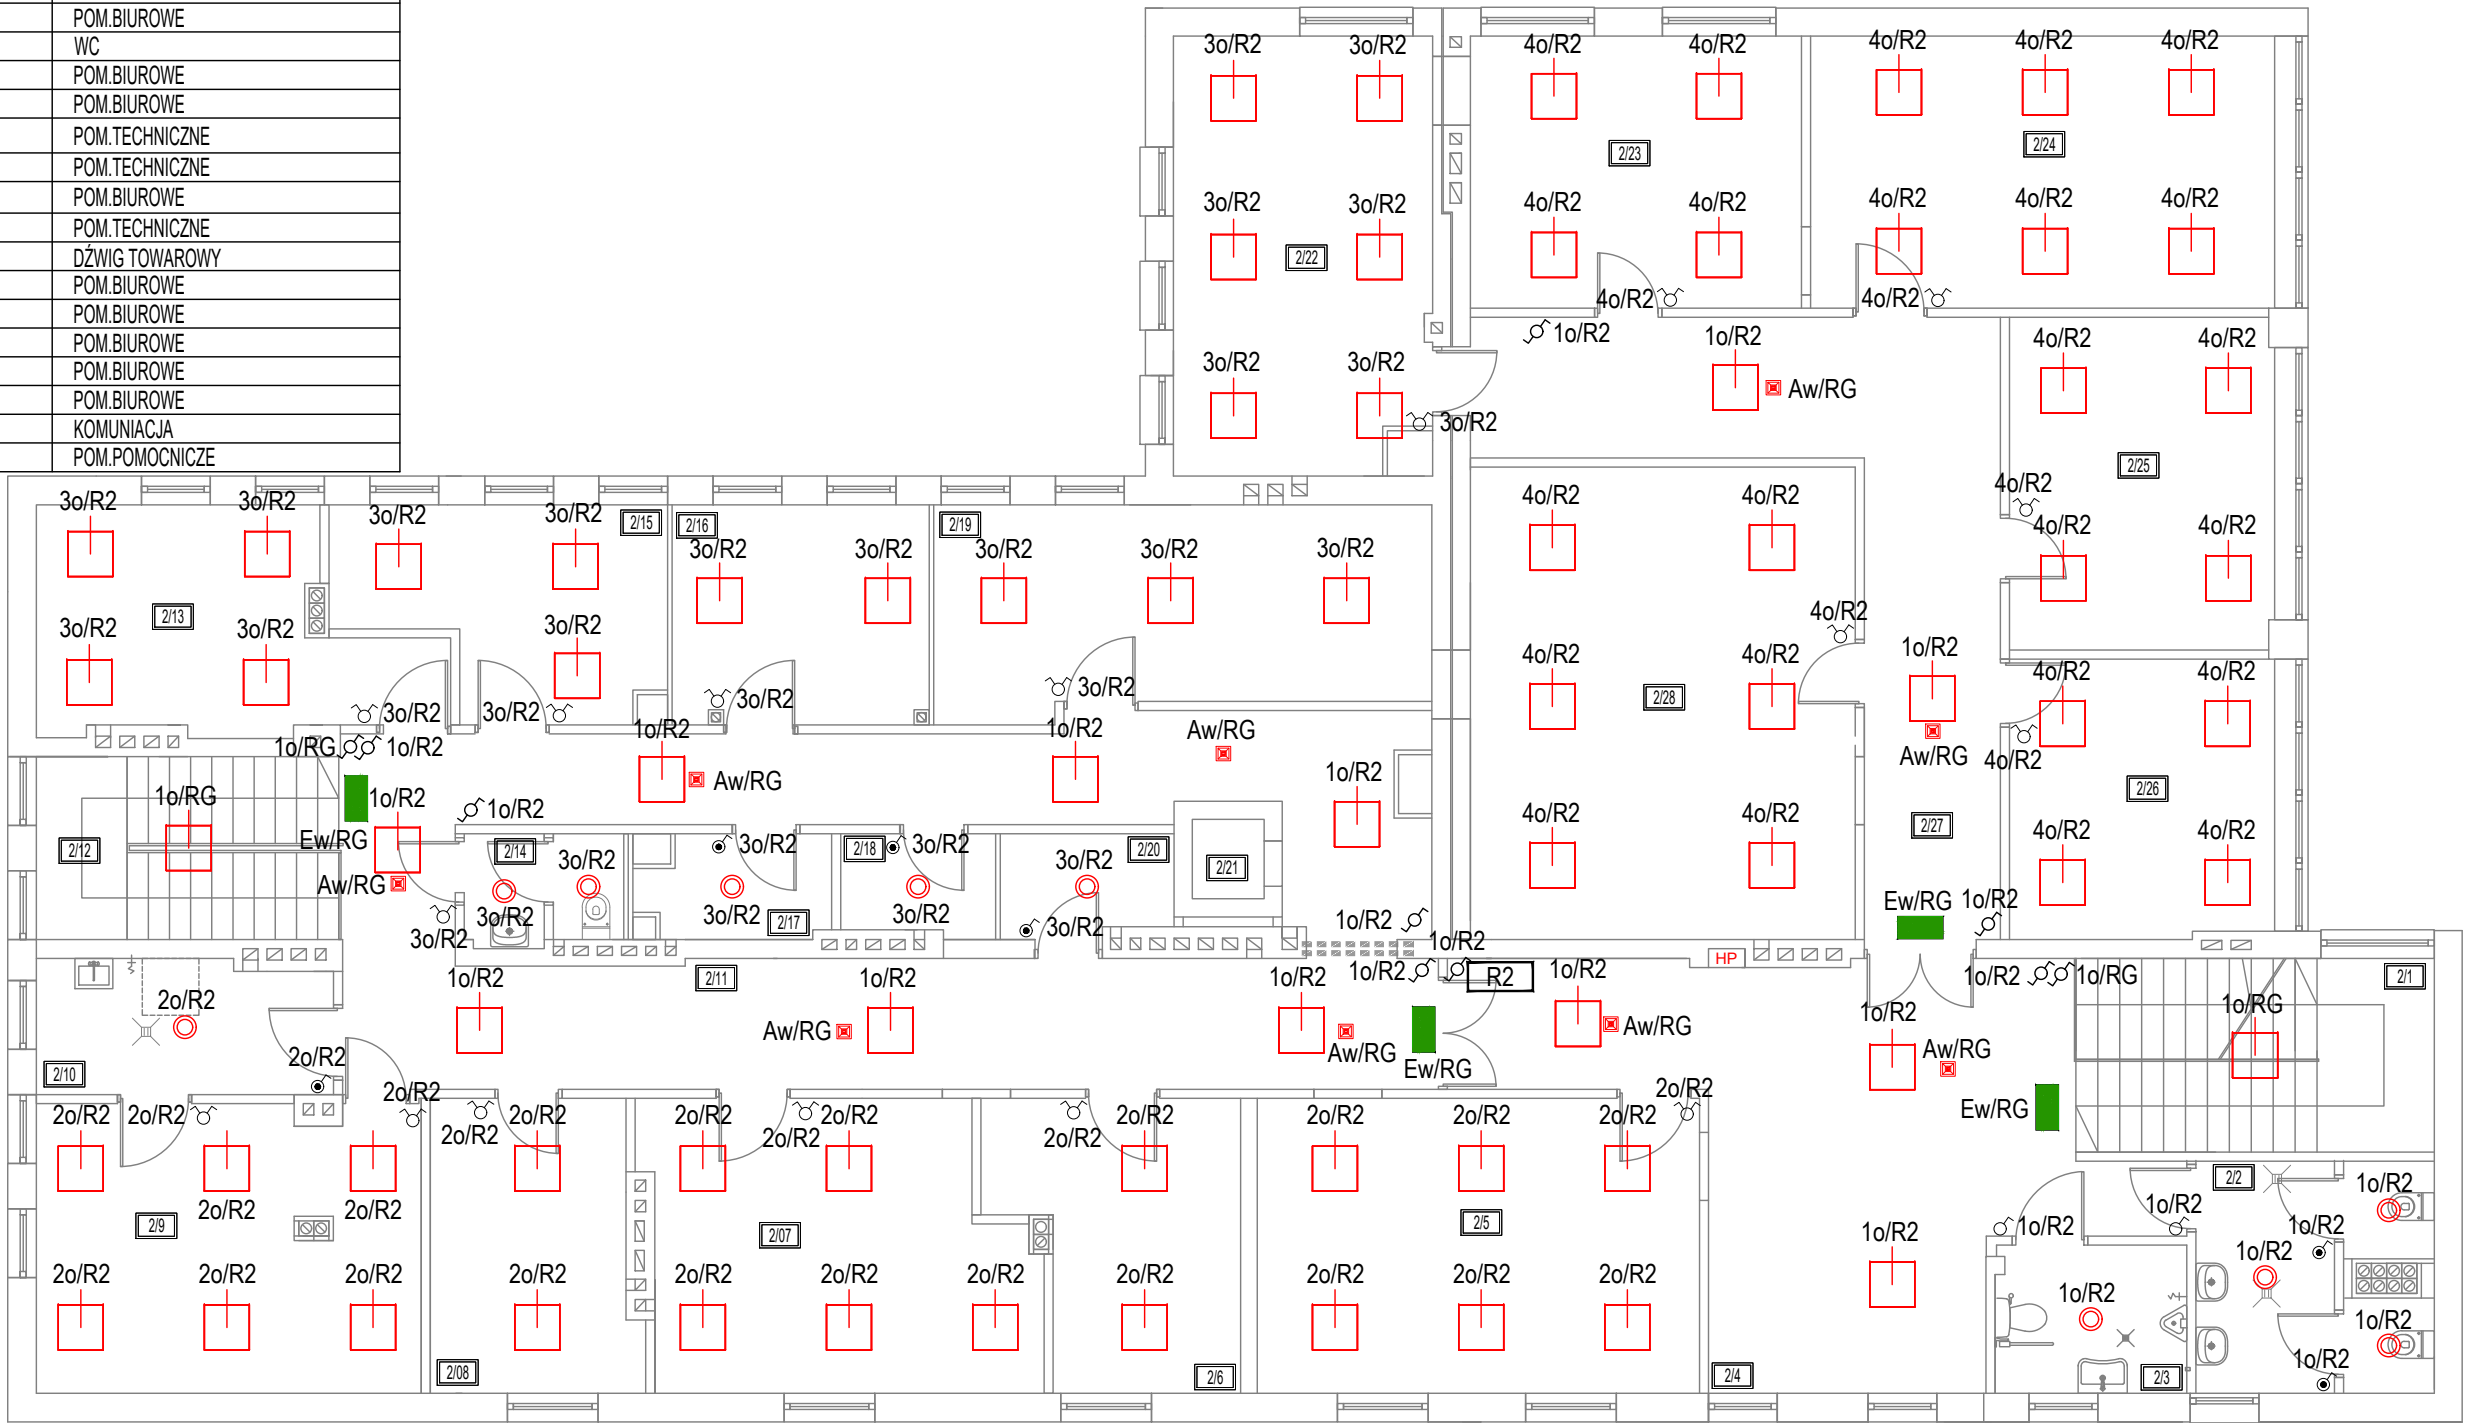 POM.BIUROWE
WC
POM.BIUROWE
POM.BIUROWE
POM.TECHNICZNE
POM.TECHNICZNE
POM.BIUROWE
POM.TECHNICZNE
DŹWIG TOWAROWY
POM.BIUROWE
POM.BIUROWE
POM.BIUROWE
POM.BIUROWE
POM.BIUROWE
KOMUNIACJA
POM.POMOCNICZE
3o/R2 3o/R2 4o/R2 4o/R2 4o/R2 4o/R2 4o/R2
2/23 2/24
3o/R2 3o/R2 4o/R2 4o/R2 4o/R2 4o/R2 4o/R2
2/22
4o/R2 4o/R2
1o/R2 1o/R2 4o/R2 4o/R2
3o/R2 3o/R2
Aw/RG
3o/R2
2/25
4o/R2
3o/R2 3o/R2 3o/R2 3o/R2 2/15 2/16 2/19 4o/R2 4o/R2 4o/R2 4o/R2
3o/R2 3o/R2 3o/R2 3o/R2 3o/R2
2/13
3o/R2 3o/R2 3o/R2 4o/R2
4o/R2 4o/R2 1o/R2
4o/R2 4o/R2
3o/R2 3o/R2 3o/R2 3o/R2 2/28
1o/R2 1o/R2 Aw/RG
1o/RG 1o/R2 Aw/RG 4o/R2
Aw/RG 1o/R2 2/26
1o/RG 1o/R2 1o/R2
Ew/RG 3o/R2 3o/R2 4o/R2 4o/R2 2/27 4o/R2 4o/R2
2/12 2/14 2/18 2/20
3o/R2 3o/R2 2/21
Aw/RG
3o/R2 3o/R2 3o/R2 2/17 3o/R2 1o/R2 Ew/RG 1o/R2
3o/R2 1o/R2
1o/R2 2/11 1o/R2 1o/R2 1o/R2 R2 1o/R2 HP 1o/R2 1o/RG 2/1
2o/R2 1o/R2 1o/RG
Aw/RG Aw/RG Aw/RG
2o/R2 Ew/RG Aw/RG
2/10
2o/R2 2o/R2 Ew/RG
2o/R2 2o/R2 2o/R2 2o/R2 2o/R2 2o/R2 2o/R2 2o/R2 2o/R2 2o/R2 2o/R2
2o/R2 2o/R2 2o/R2
2/2
1o/R2
2o/R2 2o/R2 1o/R2
2/9 2/07 2/5 1o/R2 1o/R2 1o/R2
1o/R2
2o/R2 2o/R2 2o/R2 2o/R2 2o/R2 2o/R2 2o/R2 2o/R2 2o/R2 2o/R2 2o/R2
1o/R2
1o/R2
1o/R2
2/08 2/6 2/4 2/3